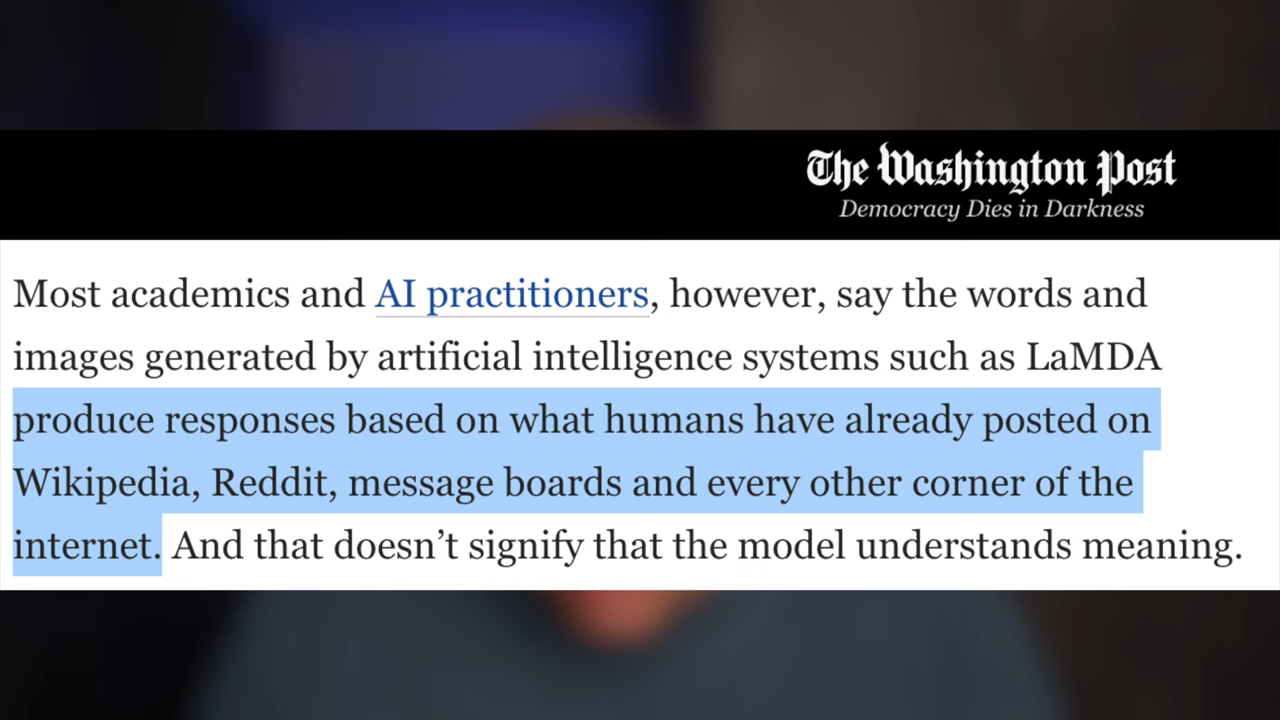 The Washington Post
Democracy Dies in Darkness
Most academics and AI practitioners, however, say the words and
images generated by artificial intelligence systems such as LaMDA
produce responses based on what humans have already posted on
Wikipedia, Reddit, message boards and every other corner of the
internet. And that doesn’t signify that the model understands meaning.